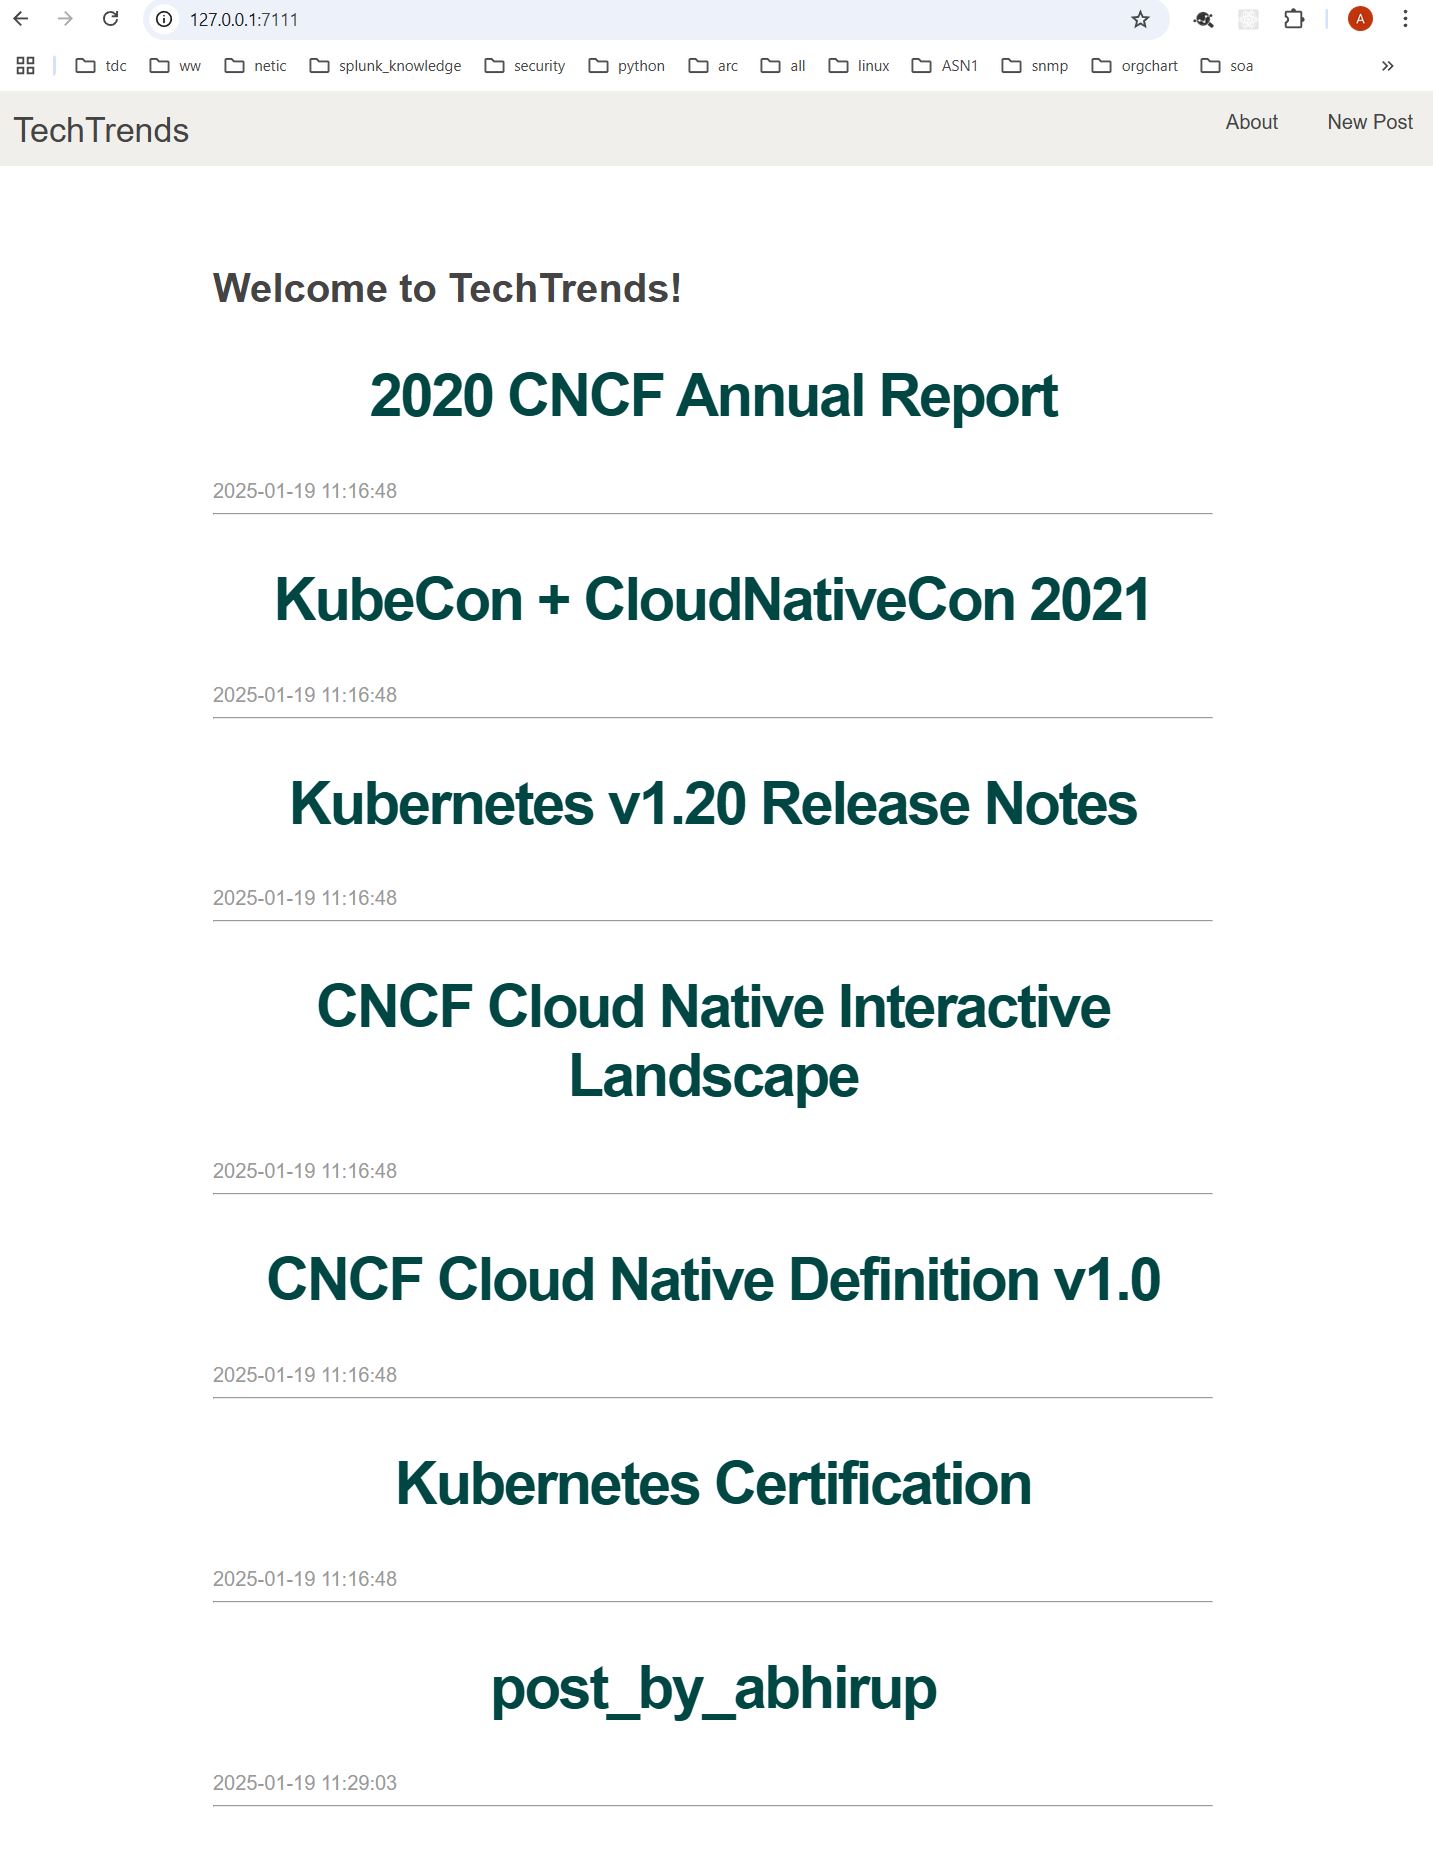 127.0.0.1:7111
A
tdc ww netic splunk_knowledge security python arc all linux ASN1 snmp orgchart soa
TechTrends About New Post
Welcome to TechTrends!
2020 CNCF Annual Report
2025-01-19 11:16:48
KubeCon + CloudNativeCon 2021
2025-01-19 11:16:48
Kubernetes v1.20 Release Notes
2025-01-19 11:16:48
CNCF Cloud Native Interactive
Landscape
2025-01-19 11:16:48
CNCF Cloud Native Definition v1.0
2025-01-19 11:16:48
Kubernetes Certification
2025-01-19 11:16:48
post_by_abhirup
2025-01-19 11:29:03